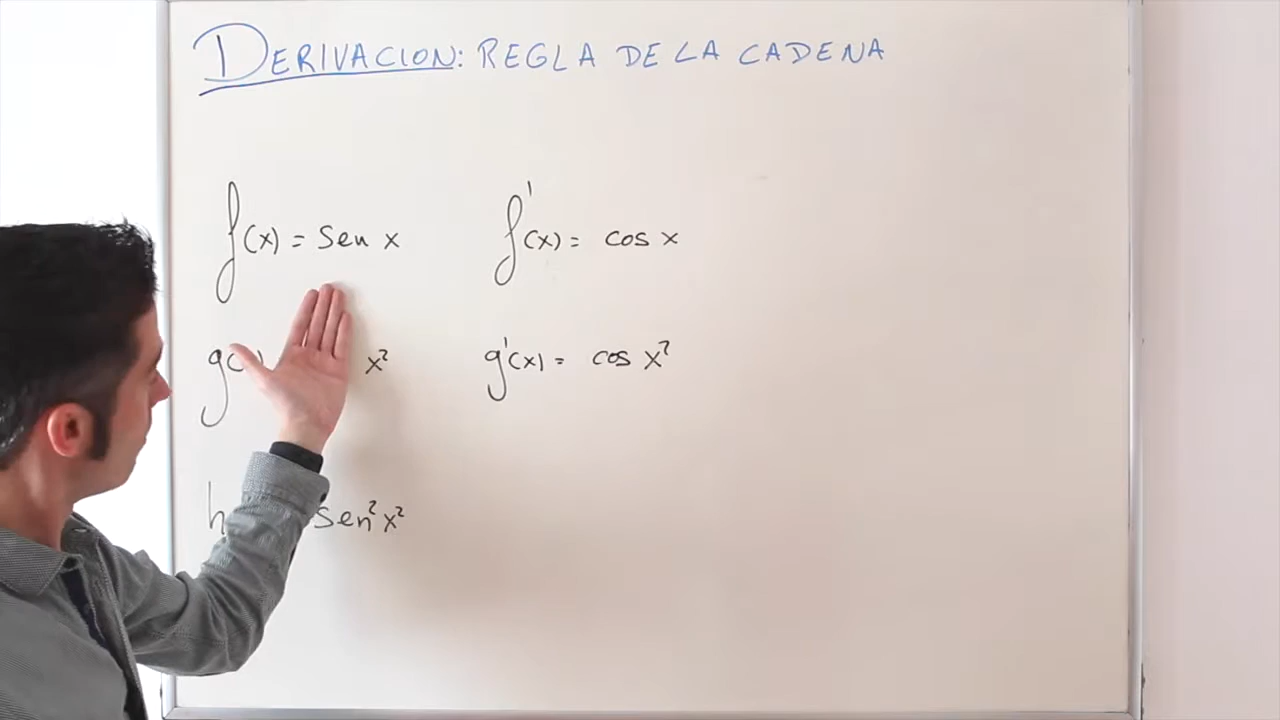 DERIVACION: REGLA DE LA CADENA
f(x) = Sen x f'(x) = cos x
g(x) x² g'(x) = cos x²
h Sen² x²